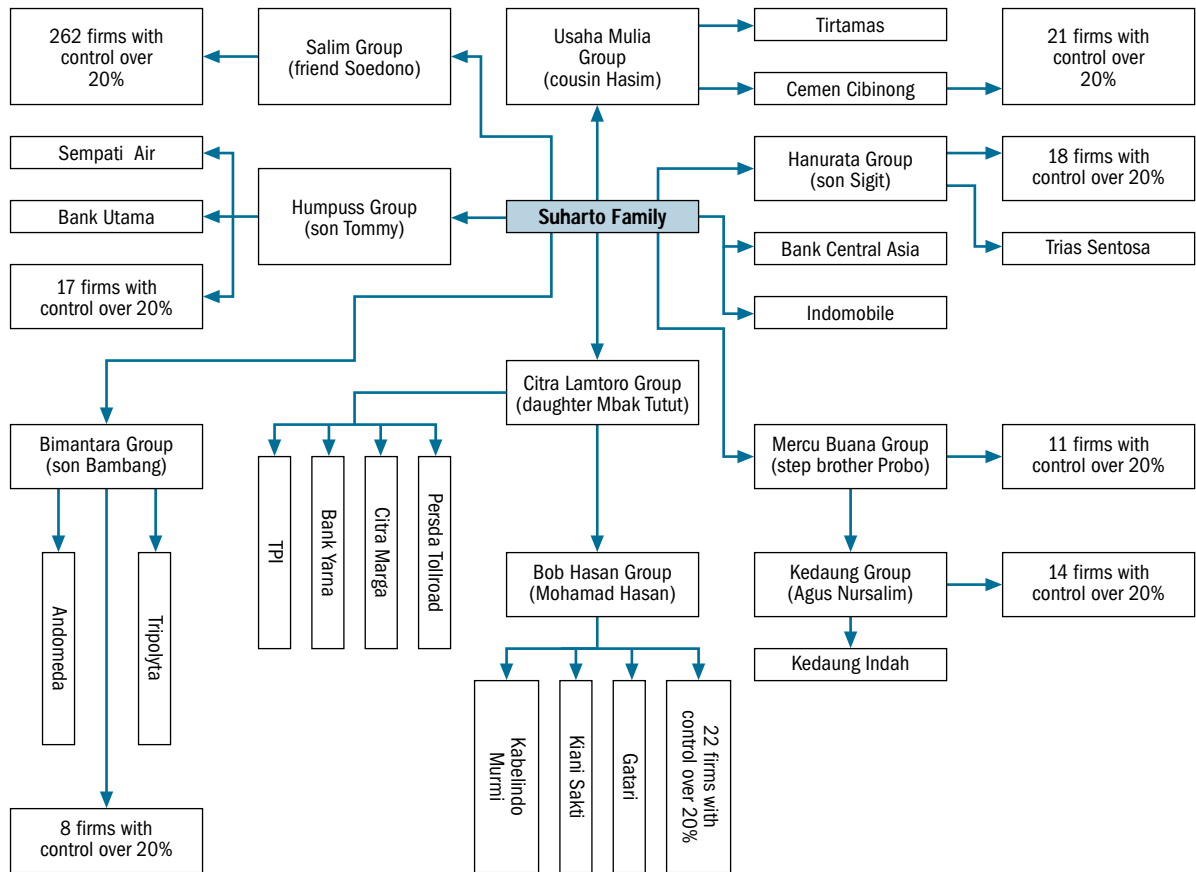 262 firms with
control over
20%
Salim Group
(friend Soedono)
Usaha Mulia
Group
(cousin Hasim)
Tirtamas
Cemen Cibinong
21 firms with
control over
20%
Sempati Air
Bank Utama
17 firms with
control over 20%
Humpuss Group
(son Tommy)
Suharto Family
Hanurata Group
(son Sigit)
18 firms with
control over 20%
Bank Central Asia
Trias Sentosa
Indomobile
Citra Lamtoro Group
(daughter Mbak Tutut)
Bimantara Group
(son Bambang)
TPI
Bank Yarna
Citra Marga
Persda Tollroad
Mercu Buana Group
(step brother Probo)
11 firms with
control over 20%
Andomeda
Tripolyta
Bob Hasan Group
(Mohamad Hasan)
Kedaung Group
(Agus Nursalim)
14 firms with
control over 20%
Kedaung Indah
Kabelindo
Murmi
Kiani Sakti
Gatari
22 firms with
control over
20%
8 firms with
control over 20%